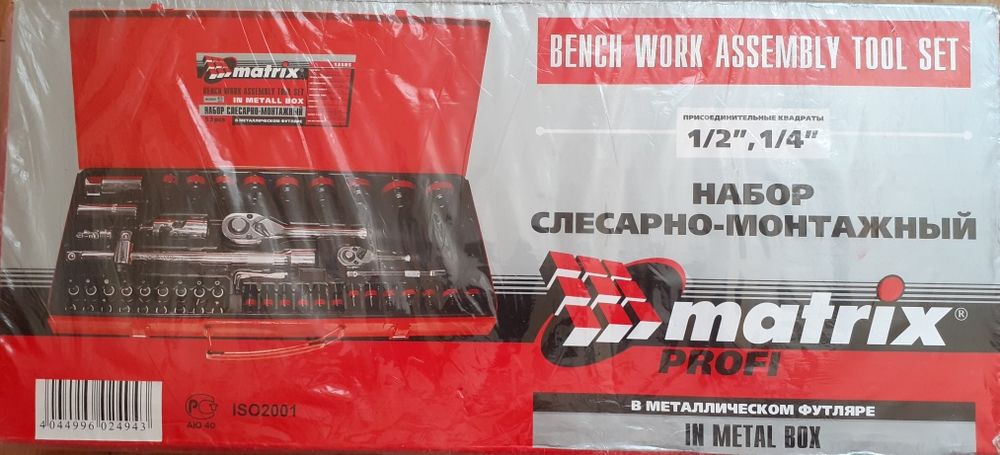 matrix
BENCH WORK ASSEMBLY TOOL SET
IN METALL BOX
НАБОР СЛЕСАРНО-МОНТАЖНЫЙ
В МЕТАЛЛИЧЕСКОМ ФУТЛЯРЕ
BENCH WORK ASSEMBLY TOOL SET
ПРИСОЕДИНИТЕЛЬНЫЕ КВАДРАТЫ
1/2”, 1/4”
НАБОР
СЛЕСАРНО-МОНТАЖНЫЙ
matrix®
PROFI
В МЕТАЛЛИЧЕСКОМ ФУТЛЯРЕ
IN METAL BOX
4 044996 024943
АЮ 40
ISO2001